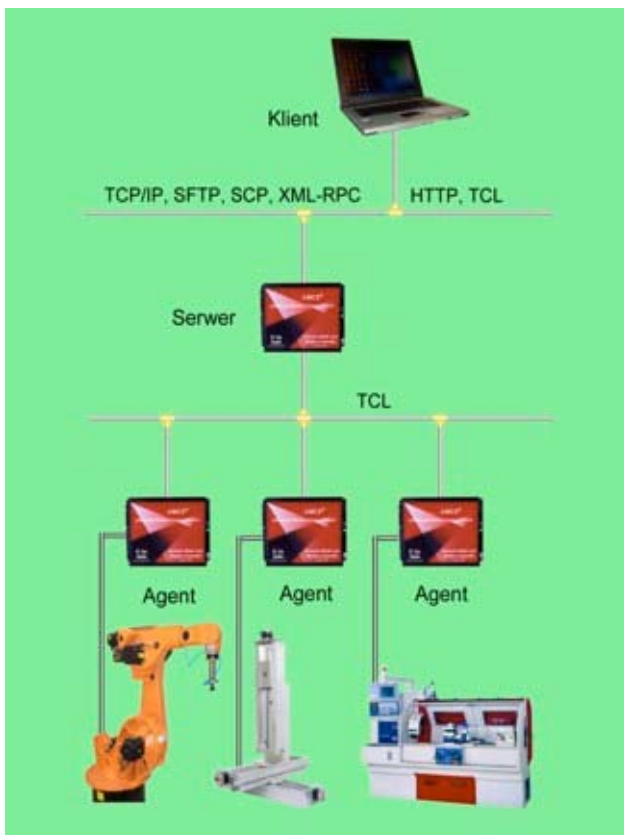 Klient
TCP/IP, SFTP, SCP, XML-RPC HTTP, TCL
Serwer
TCL
Agent Agent Agent